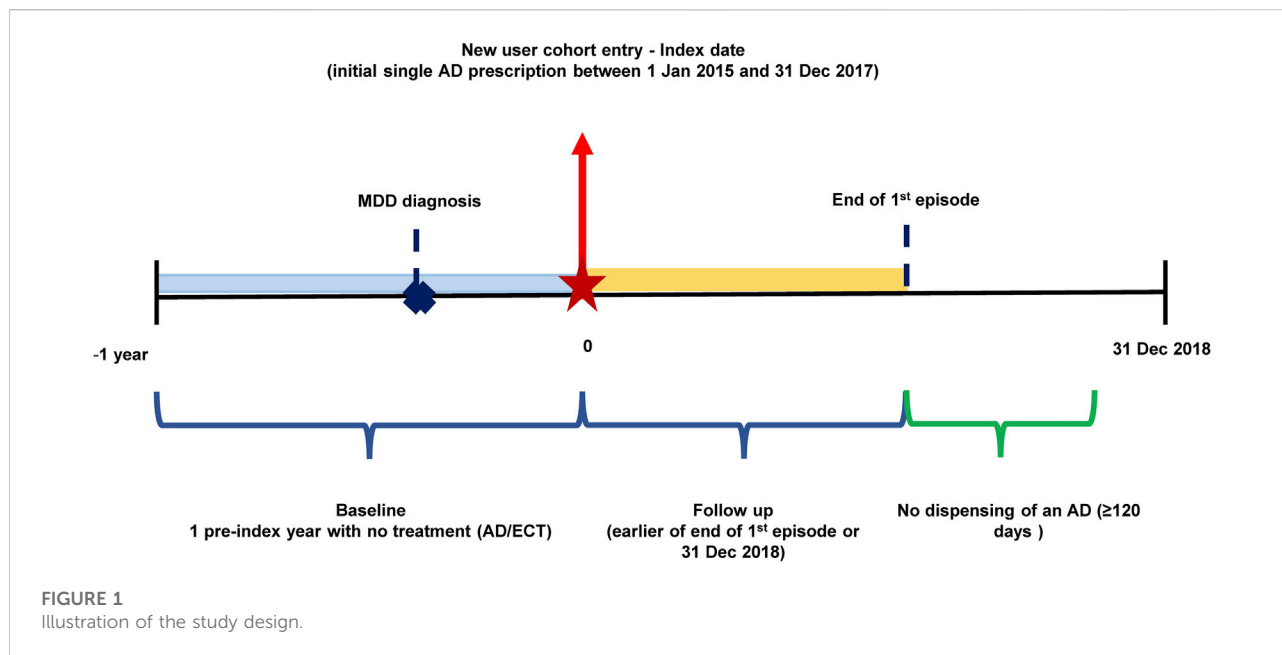 New user cohort entry - Index date
(initial single AD prescription between 1 Jan 2015 and 31 Dec 2017)
MDD diagnosis
End of 1st episode
-1 year
0
31 Dec 2018
Baseline
1 pre-index year with no treatment (AD/ECT)
Follow up
(earlier of end of 1st episode or
31 Dec 2018)
No dispensing of an AD (≥120
days )
FIGURE 1
Illustration of the study design.